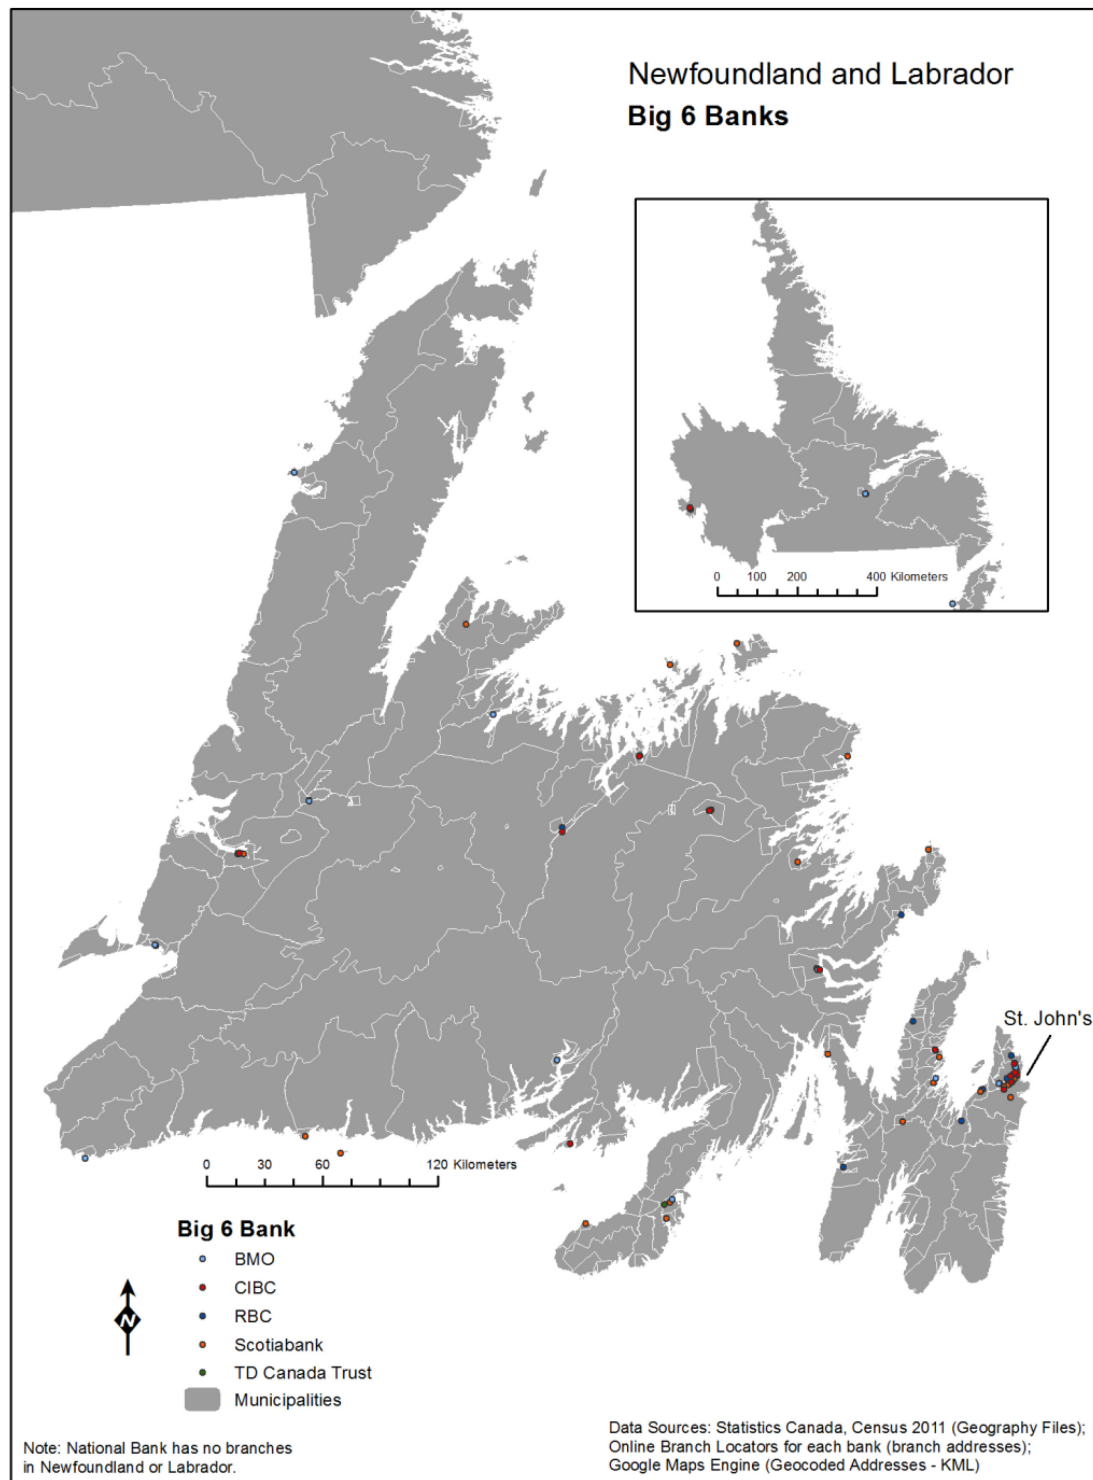 Newfoundland and Labrador
Big 6 Banks
0 100 200 400 Kilometers
St. John's
0 30 60 120 Kilometers
Big 6 Bank
BMO
CIBC
RBC
Scotiabank
TD Canada Trust
Municipalities
N
Note: National Bank has no branches
in Newfoundland or Labrador.
Data Sources: Statistics Canada, Census 2011 (Geography Files);
Online Branch Locators for each bank (branch addresses);
Google Maps Engine (Geocoded Addresses - KML)